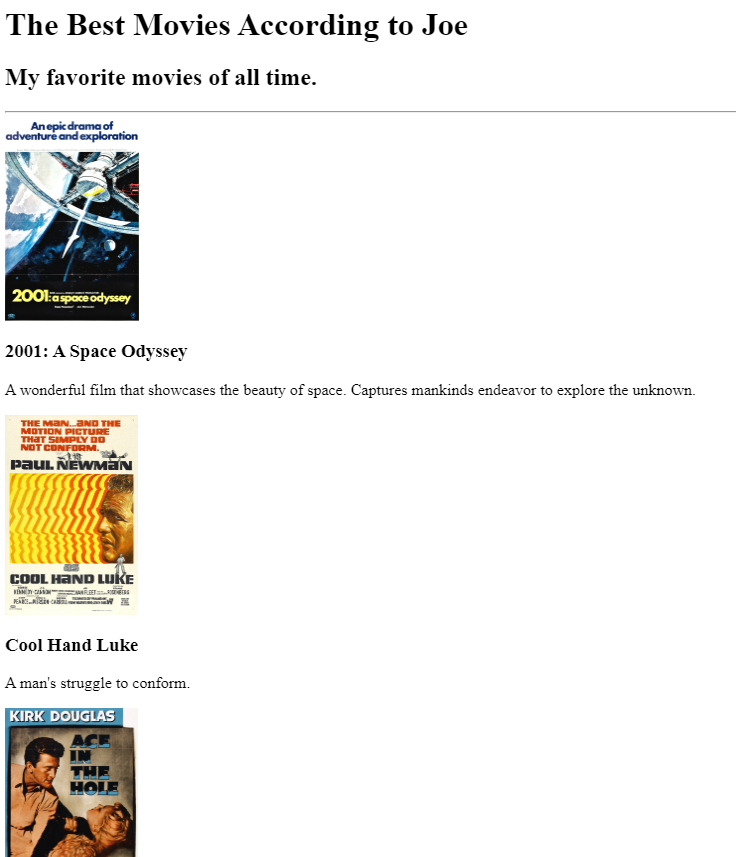 The Best Movies According to Joe
My favorite movies of all time.
An epic drama of
adventure and exploration
2001: a space odyssey
2001: A Space Odyssey
A wonderful film that showcases the beauty of space. Captures mankinds endeavor to explore the unknown.
THE MAN...AND THE
MOTION PICTURE
THAT SIMPLY DO
NOT CONFORM.
PAUL NEWMAN
COOL HAND LUKE
Cool Hand Luke
A man's struggle to conform.
KIRK DOUGLAS
ACE
IN
THE
HOLE